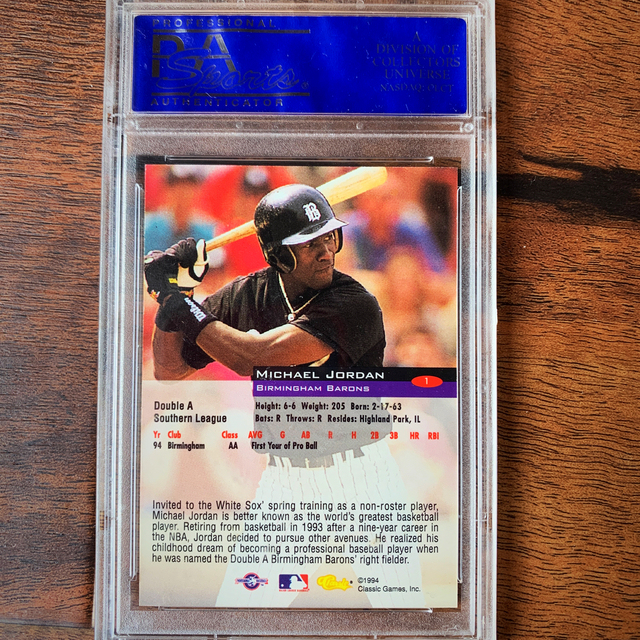 PROFESSIONAL
PSA
Sports
AUTHENTICATOR
A
DIVISION OF
COLLECTORS
UNIVERSE
NASDAQ: CLCT
B
Wilson
MICHAEL JORDAN
1
BIRMINGHAM BARONS
Double A
Southern League
Height: 6-6 Weight: 205 Born: 2-17-63
Bats: R Throws: R Resides: Highland Park, IL
Yr Club Class AVG G AB R H 2B 3B HR RBI
94 Birmingham AA First Year of Pro Ball
Invited to the White Sox' spring training as a non-roster player,
Michael Jordan is better known as the world's greatest basketball
player. Retiring from basketball in 1993 after a nine-year career in
the NBA, Jordan decided to pursue other avenues. He realized his
childhood dream of becoming a professional baseball player when
he was named the Double A Birmingham Barons' right fielder.
Classic
©1994
Classic Games, Inc.